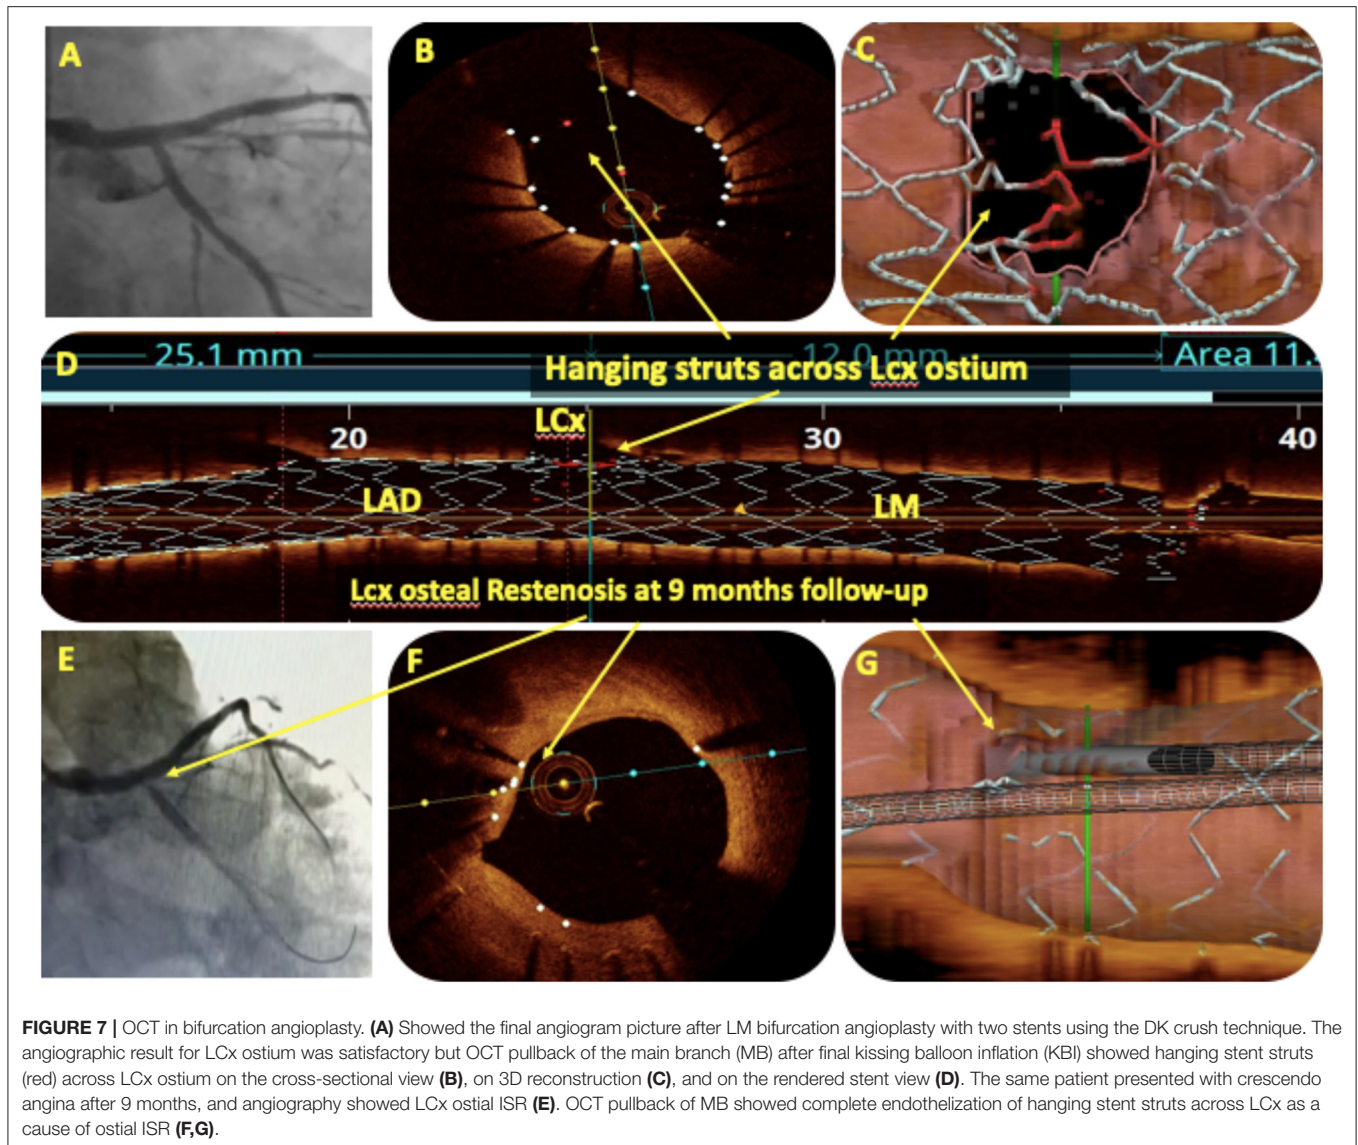 A
B
C
D
25.1 mm
12.0 mm
Area 11.
Hanging struts across Lcx ostium
LCx
20
30
40
LAD
LM
Lcx osteal Restenosis at 9 months follow-up
E
F
G
FIGURE 7 | OCT in bifurcation angioplasty. (A) Showed the final angiogram picture after LM bifurcation angioplasty with two stents using the DK crush technique. The
angiographic result for LCx ostium was satisfactory but OCT pullback of the main branch (MB) after final kissing balloon inflation (KBI) showed hanging stent struts
(red) across LCx ostium on the cross-sectional view (B), on 3D reconstruction (C), and on the rendered stent view (D). The same patient presented with crescendo
angina after 9 months, and angiography showed LCx ostial ISR (E). OCT pullback of MB showed complete endothelization of hanging stent struts across LCx as a
cause of ostial ISR (F,G).